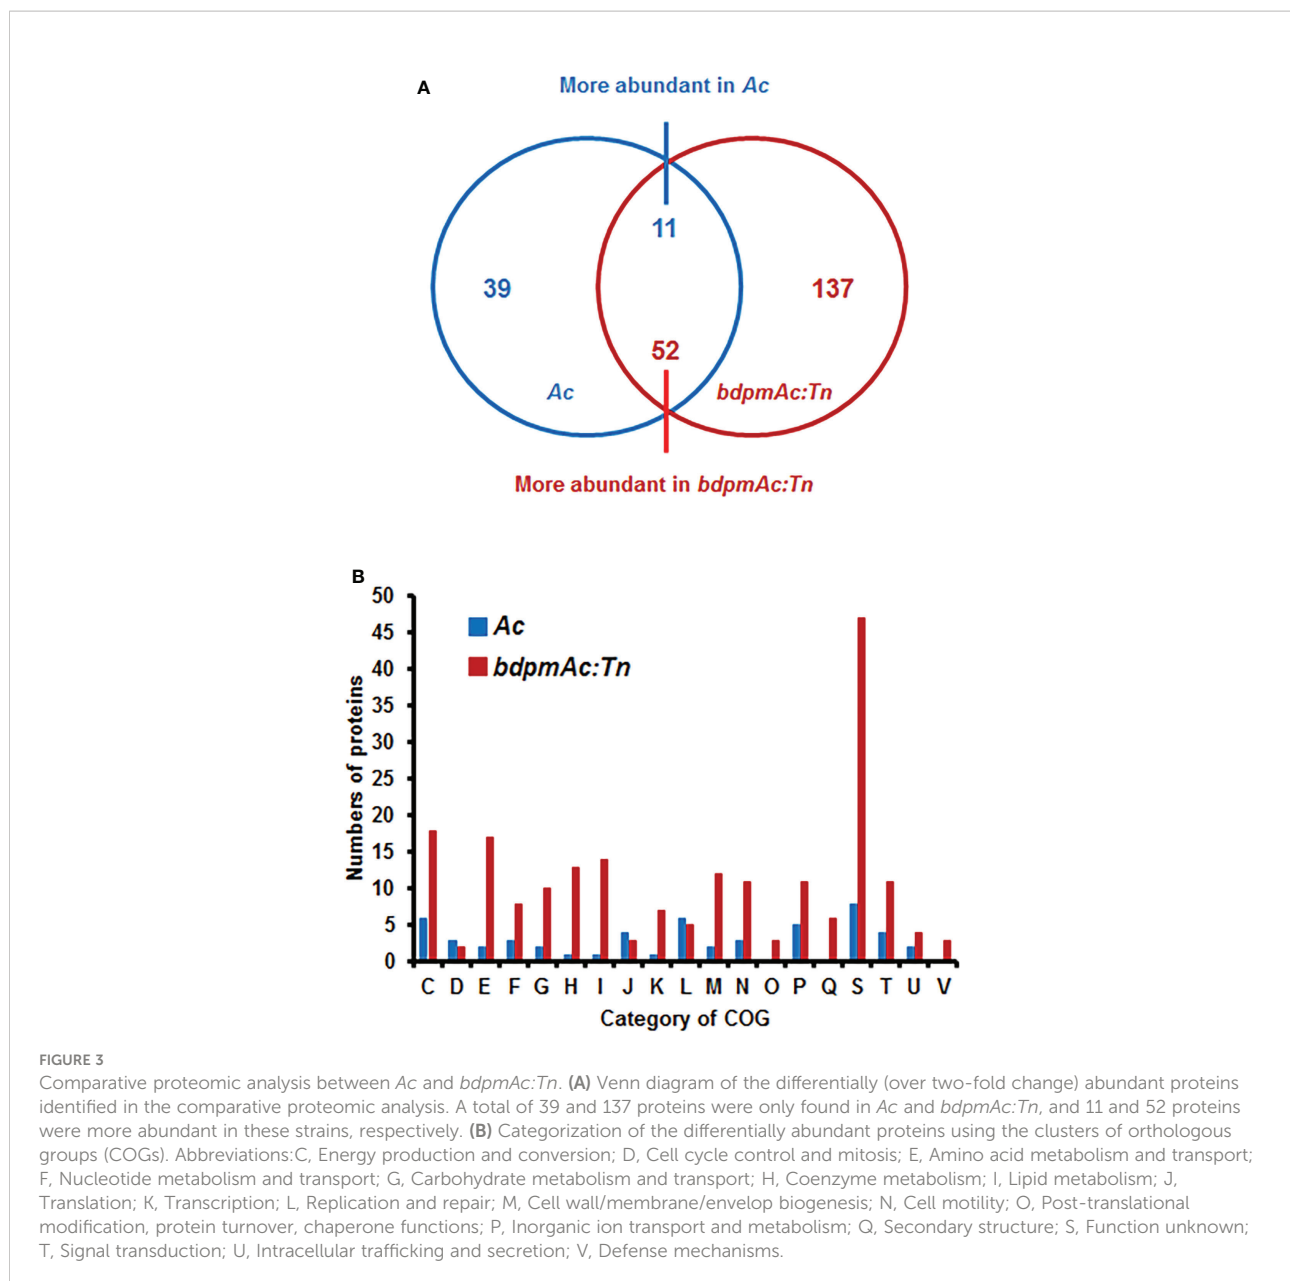 A
More abundant in Ac
11
39
137
52
Ac
bdpmAc:Tn
More abundant in bdpmAc:Tn
B
50
45
40
35
30
25
20
15
10
5
0
Numbers of proteins
Ac
bdpmAc:Tn
C D E F G H I J K L M N O P Q S T U V
Category of COG
FIGURE 3
Comparative proteomic analysis between Ac and bdpmAc:Tn. (A) Venn diagram of the differentially (over two-fold change) abundant proteins
identified in the comparative proteomic analysis. A total of 39 and 137 proteins were only found in Ac and bdpmAc:Tn, and 11 and 52 proteins
were more abundant in these strains, respectively. (B) Categorization of the differentially abundant proteins using the clusters of orthologous
groups (COGs). Abbreviations:C, Energy production and conversion; D, Cell cycle control and mitosis; E, Amino acid metabolism and transport;
F, Nucleotide metabolism and transport; G, Carbohydrate metabolism and transport; H, Coenzyme metabolism; I, Lipid metabolism; J,
Translation; K, Transcription; L, Replication and repair; M, Cell wall/membrane/envelop biogenesis; N, Cell motility; O, Post-translational
modification, protein turnover, chaperone functions; P, Inorganic ion transport and metabolism; Q, Secondary structure; S, Function unknown;
T, Signal transduction; U, Intracellular trafficking and secretion; V, Defense mechanisms.